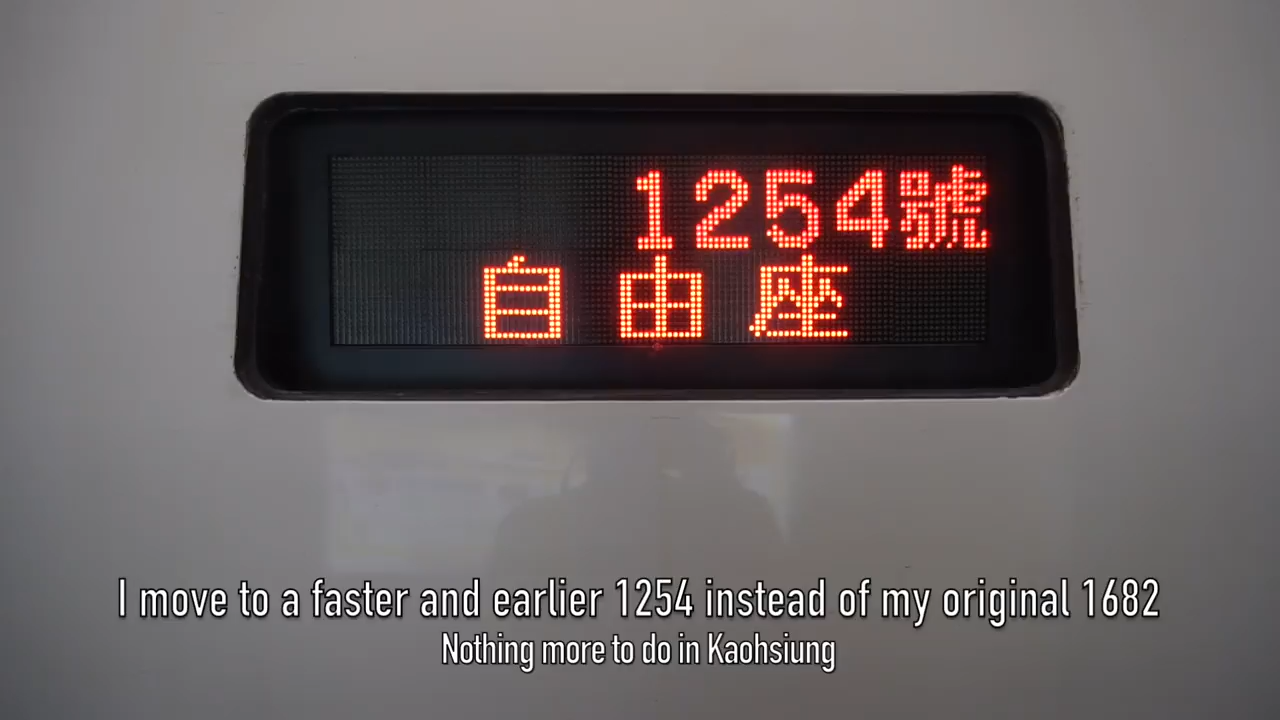 1254號
自由座
I move to a faster and earlier 1254 instead of my original 1682
Nothing more to do in Kaohsiung